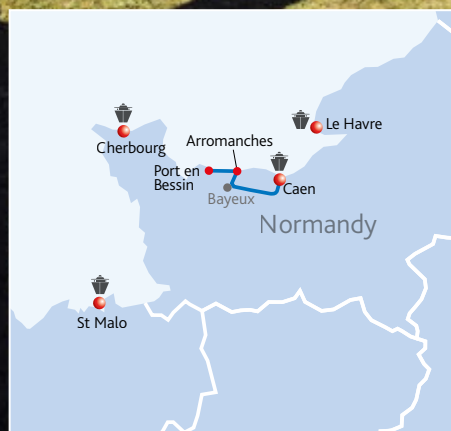 Le Havre
Cherbourg
Arromanches
Port en
Bessin
Caen
Bayeux
Normandy
St Malo